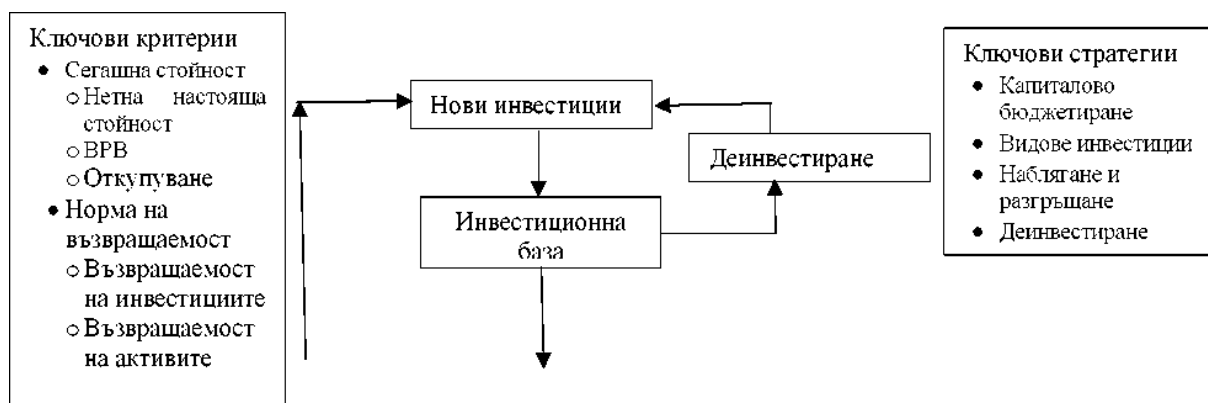 Ключови критерии
● Сегашна стойност
○ Нетна настояща
стойност
○ ВРВ
○ Откупуване
● Норма на
възвращаемост
○ Възвращаемост
на инвестициите
○ Възвращаемост
на активите
Нови инвестиции
Деинвестиране
Инвестиционна
база
Ключови стратегии
● Капиталово
бюджетиране
● Видове инвестиции
● Наблягане и
разгръщане
● Деинвестиране